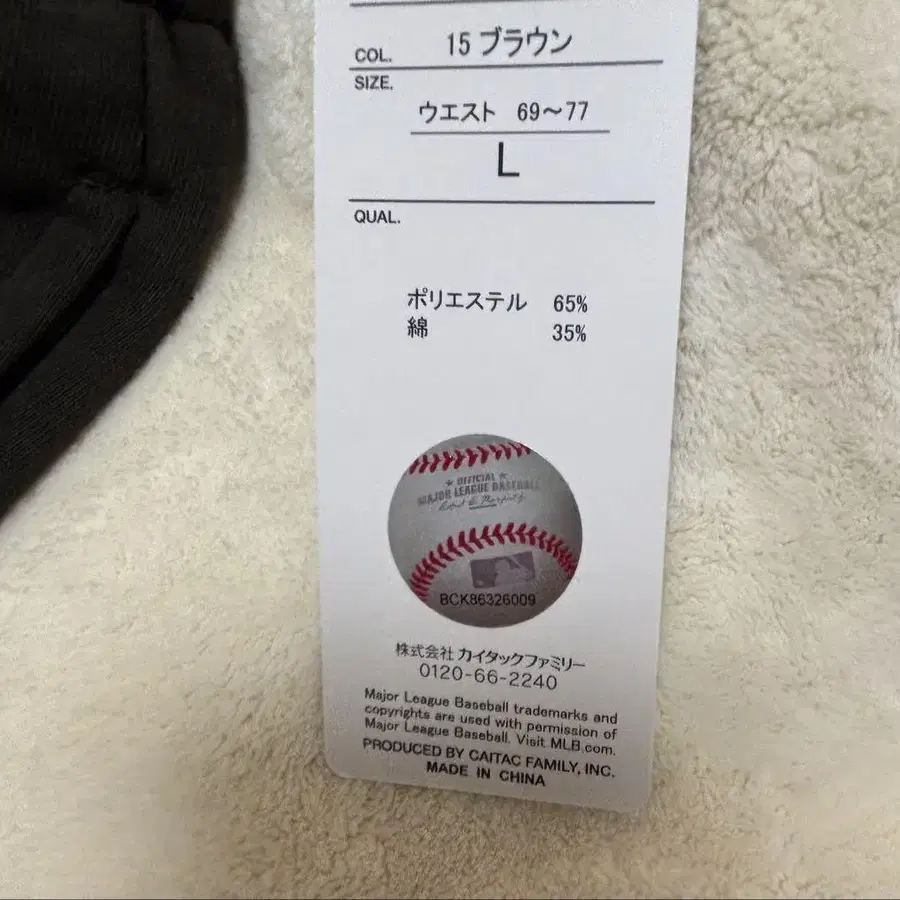 COL. 15 ブラウン
SIZE.
ウエスト 69〜77
L
QUAL.
ポリエステル 65%
綿 35%
★ OFFICIAL ★
MAJOR LEAGUE BASEBALL
BCK86326009
株式会社 カイタックファミリー
0120-66-2240
Major League Baseball trademarks and
copyrights are used with permission of
Major League Baseball. Visit MLB.com.
PRODUCED BY CAITAC FAMILY, INC.
MADE IN CHINA